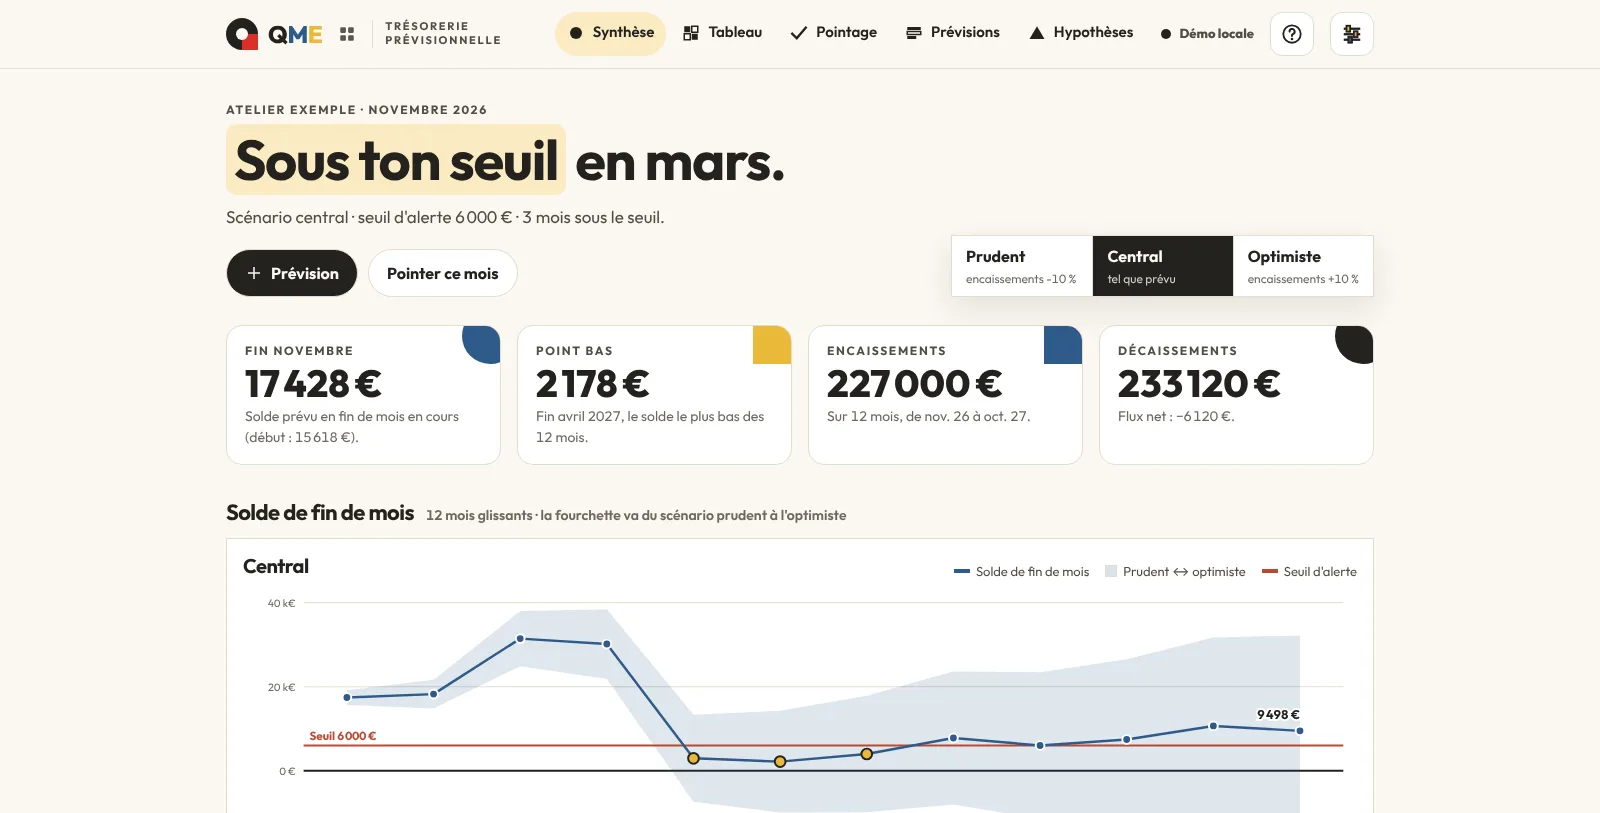 QME
TRÉSORERIE
PRÉVISIONNELLE
Synthèse
Tableau
Pointage
Prévisions
Hypothèses
Démo locale
ATELIER EXEMPLE · NOVEMBRE 2026
Sous ton seuil en mars.
Scénario central · seuil d'alerte 6 000 € · 3 mois sous le seuil.
+ Prévision
Pointer ce mois
Prudent
encaissements -10 %
Central
tel que prévu
Optimiste
encaissements +10 %
FIN NOVEMBRE
17 428 €
Solde prévu en fin de mois en cours
(début : 15 618 €).
POINT BAS
2 178 €
Fin avril 2027, le solde le plus bas des
12 mois.
ENCAISSEMENTS
227 000 €
Sur 12 mois, de nov. 26 à oct. 27.
DÉCAISSEMENTS
233 120 €
Flux net : −6 120 €.
Solde de fin de mois
12 mois glissants · la fourchette va du scénario prudent à l'optimiste
Central
Solde de fin de mois
Prudent ↔ optimiste
Seuil d'alerte
40 k€
20 k€
9 498 €
Seuil 6 000 €
0 €